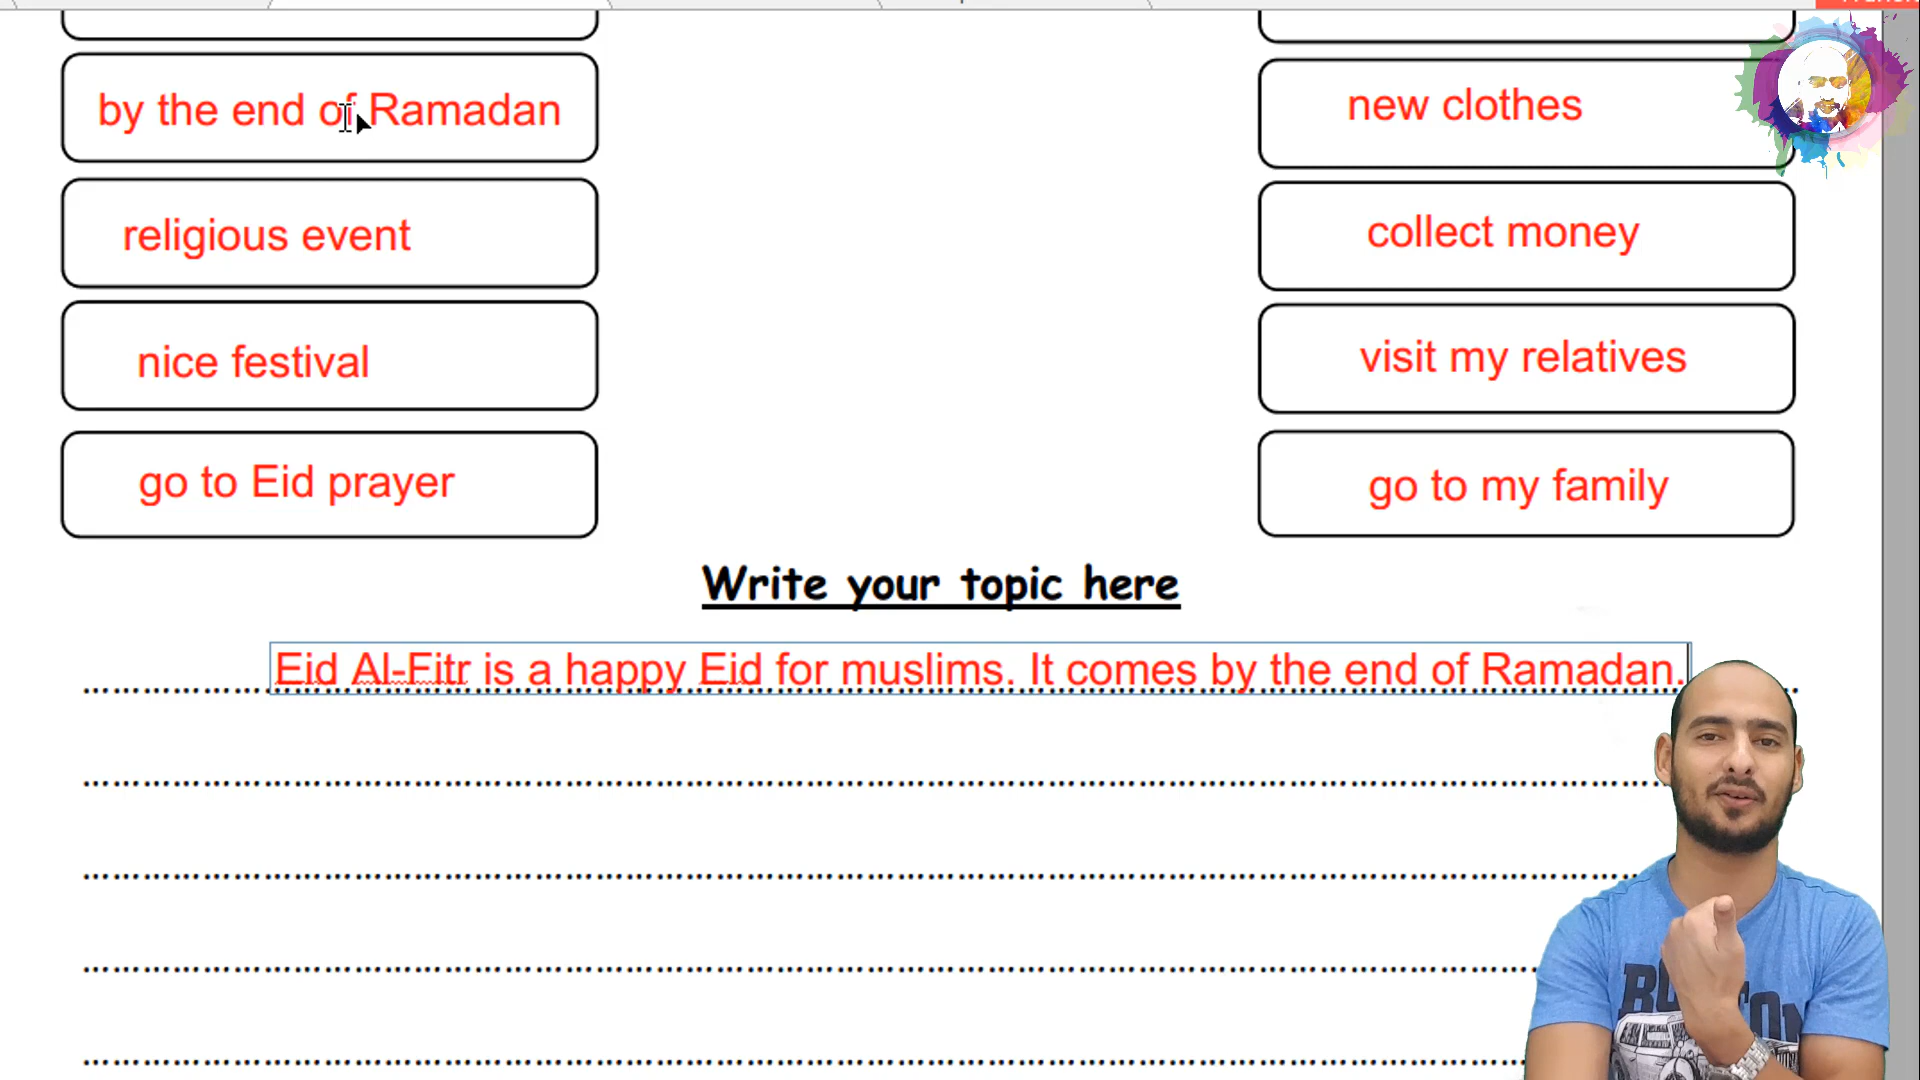 by the end of Ramadan
new clothes
religious event
collect money
nice festival
visit my relatives
go to Eid prayer
go to my family
Write your topic here
Eid Al-Fitr is a happy Eid for muslims. It comes by the end of Ramadan.